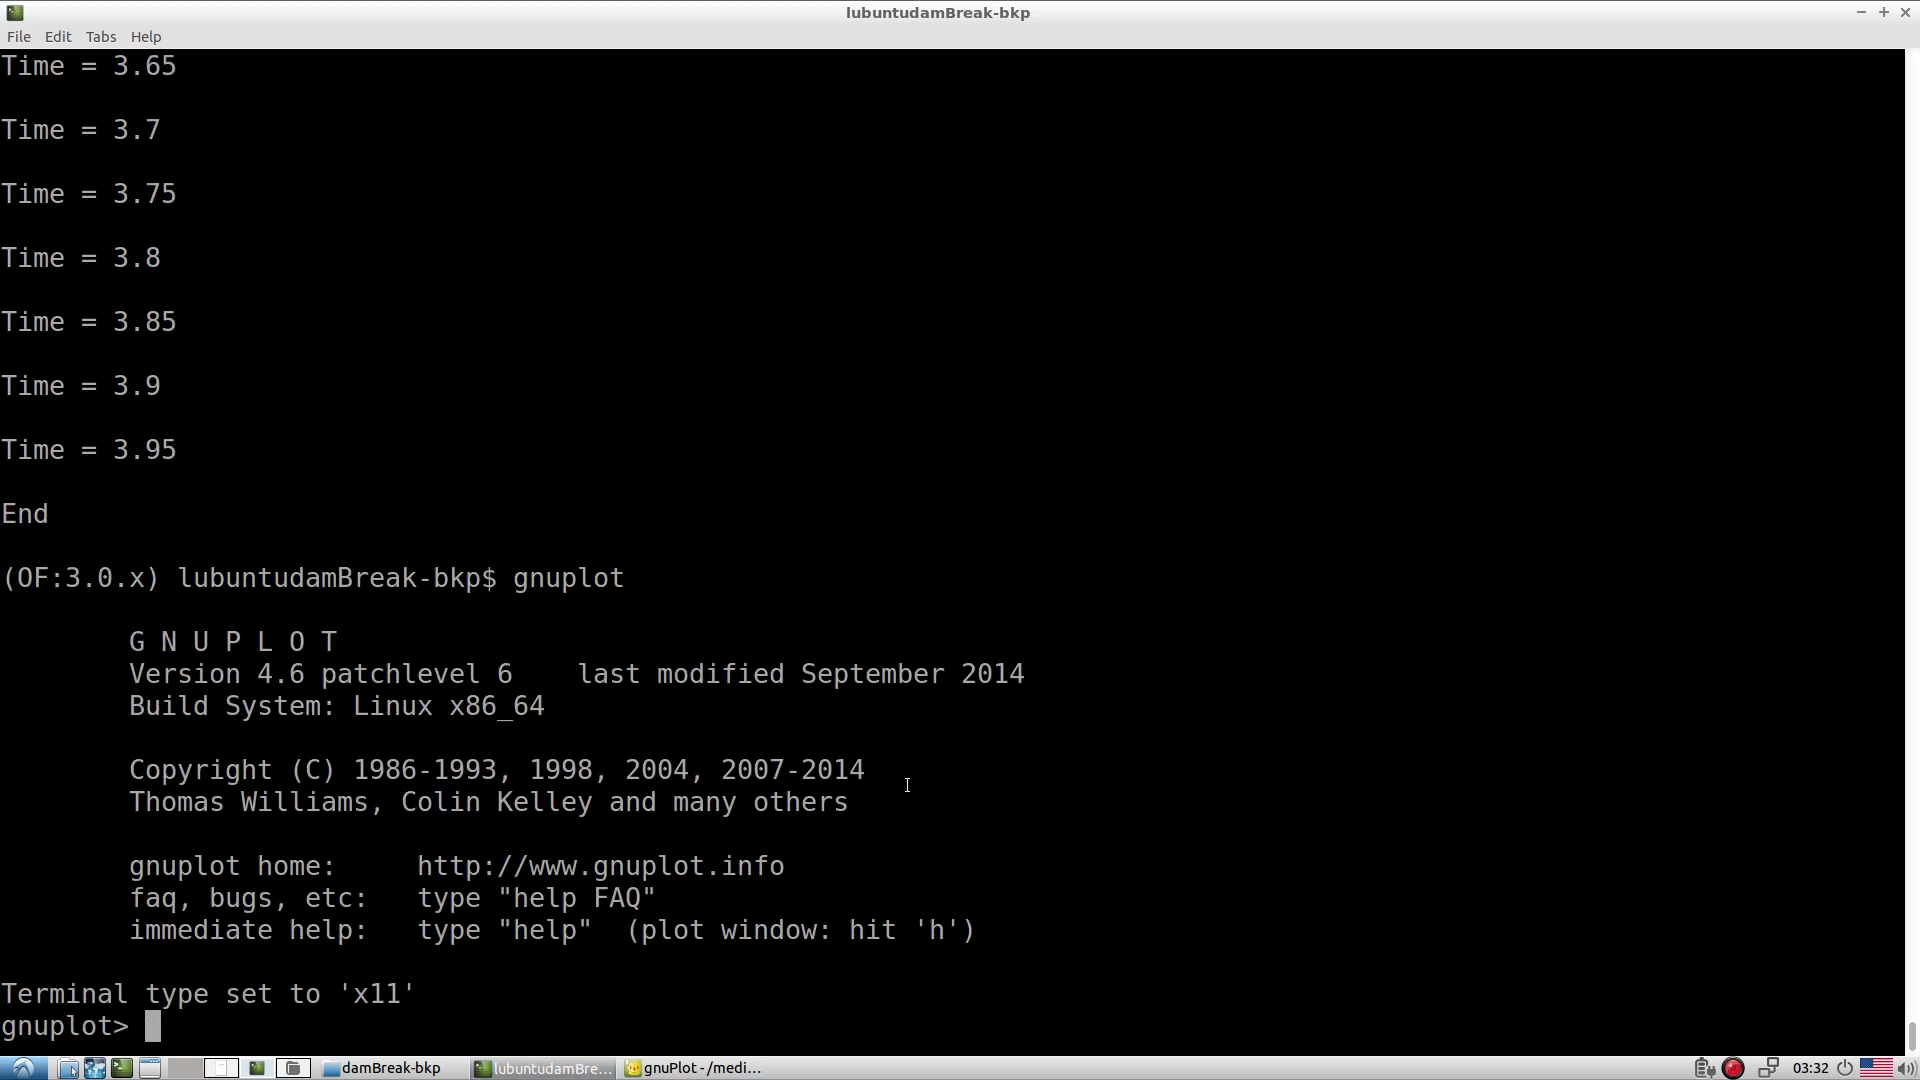 lubuntudamBreak-bkp
File Edit Tabs Help
Time = 3.65
Time = 3.7
Time = 3.75
Time = 3.8
Time = 3.85
Time = 3.9
Time = 3.95
End
(OF:3.0.x) lubuntudamBreak-bkp$ gnuplot
G N U P L O T
Version 4.6 patchlevel 6    last modified September 2014
Build System: Linux x86_64
Copyright (C) 1986-1993, 1998, 2004, 2007-2014
Thomas Williams, Colin Kelley and many others
gnuplot home:     http://www.gnuplot.info
faq, bugs, etc:   type "help FAQ"
immediate help:   type "help"  (plot window: hit 'h')
Terminal type set to 'x11'
gnuplot>
damBreak-bkp lubuntudamBre... gnuPlot - /medi... 03:32